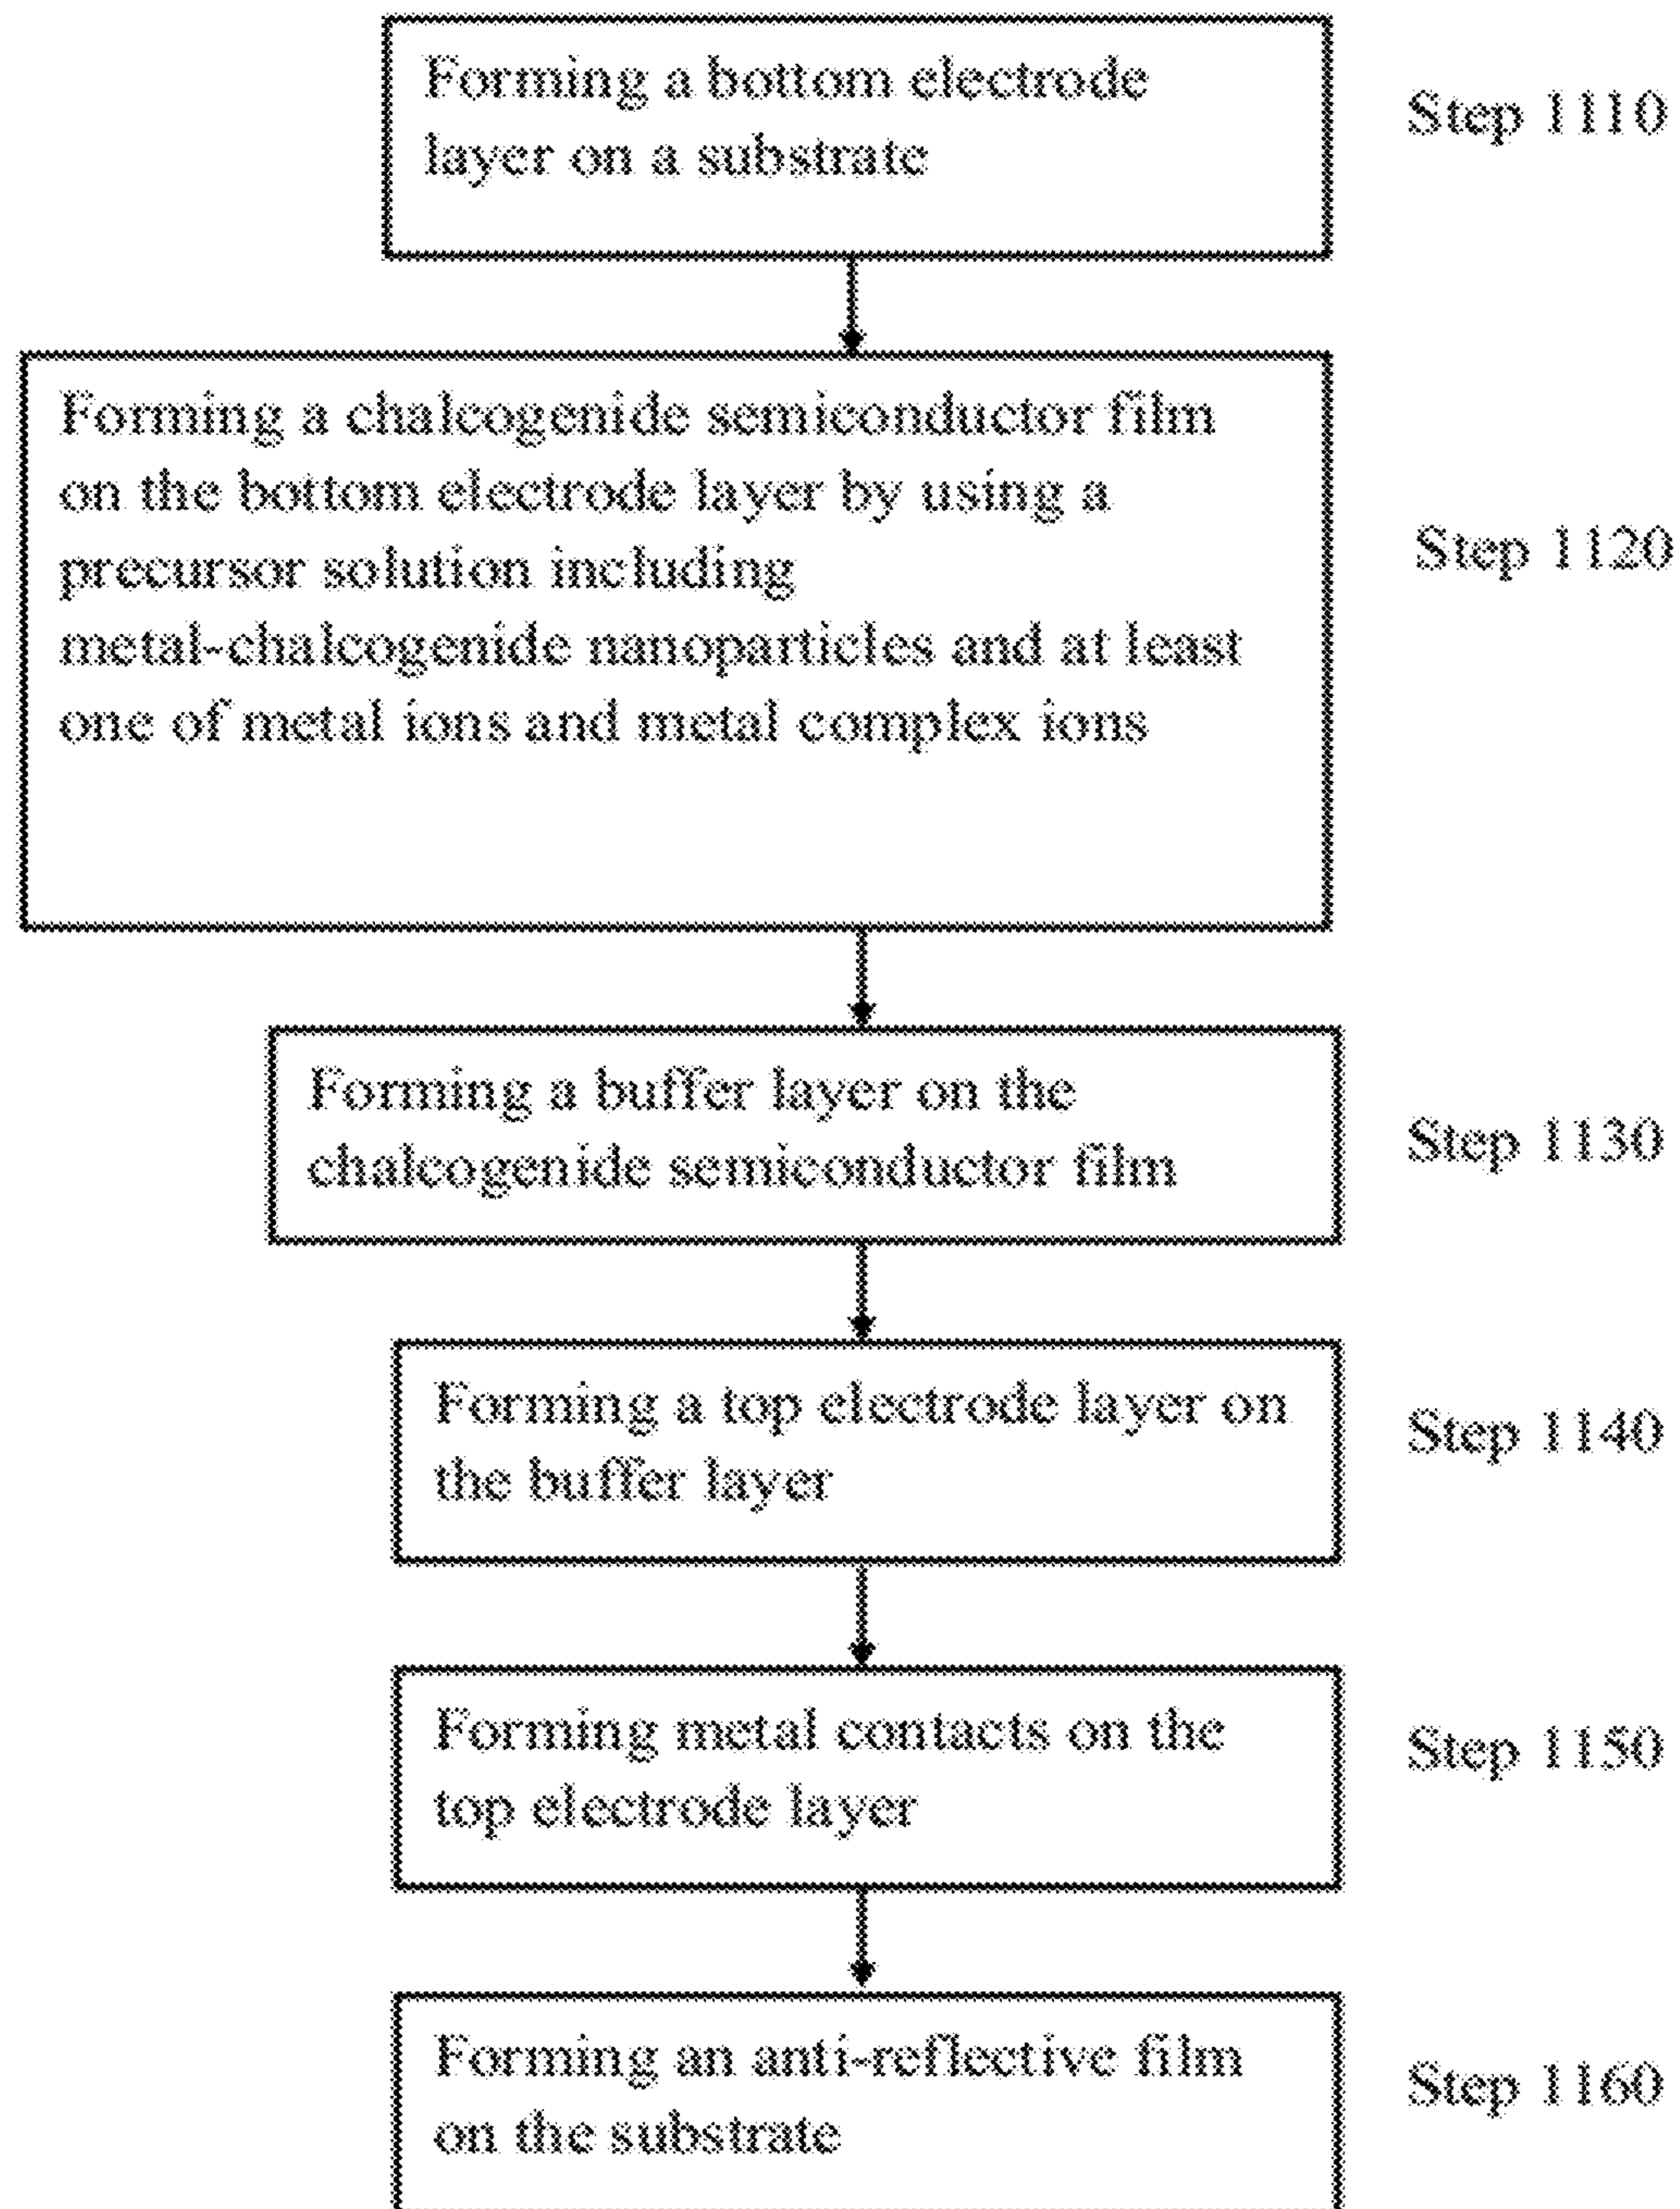 Forming a bottom electrode
layer on a substrate
Step 1110
Forming a chalcogenide semiconductor film
on the bottom electrode layer by using a
precursor solution including
metal-chalcogenide nanoparticles and at least
one of metal ions and metal complex ions
Step 1120
Forming a buffer layer on the
chalcogenide semiconductor film
Step 1130
Forming a top electrode layer on
the buffer layer
Step 1140
Forming metal contacts on the
top electrode layer
Step 1150
Forming an anti-reflective film
on the substrate
Step 1160